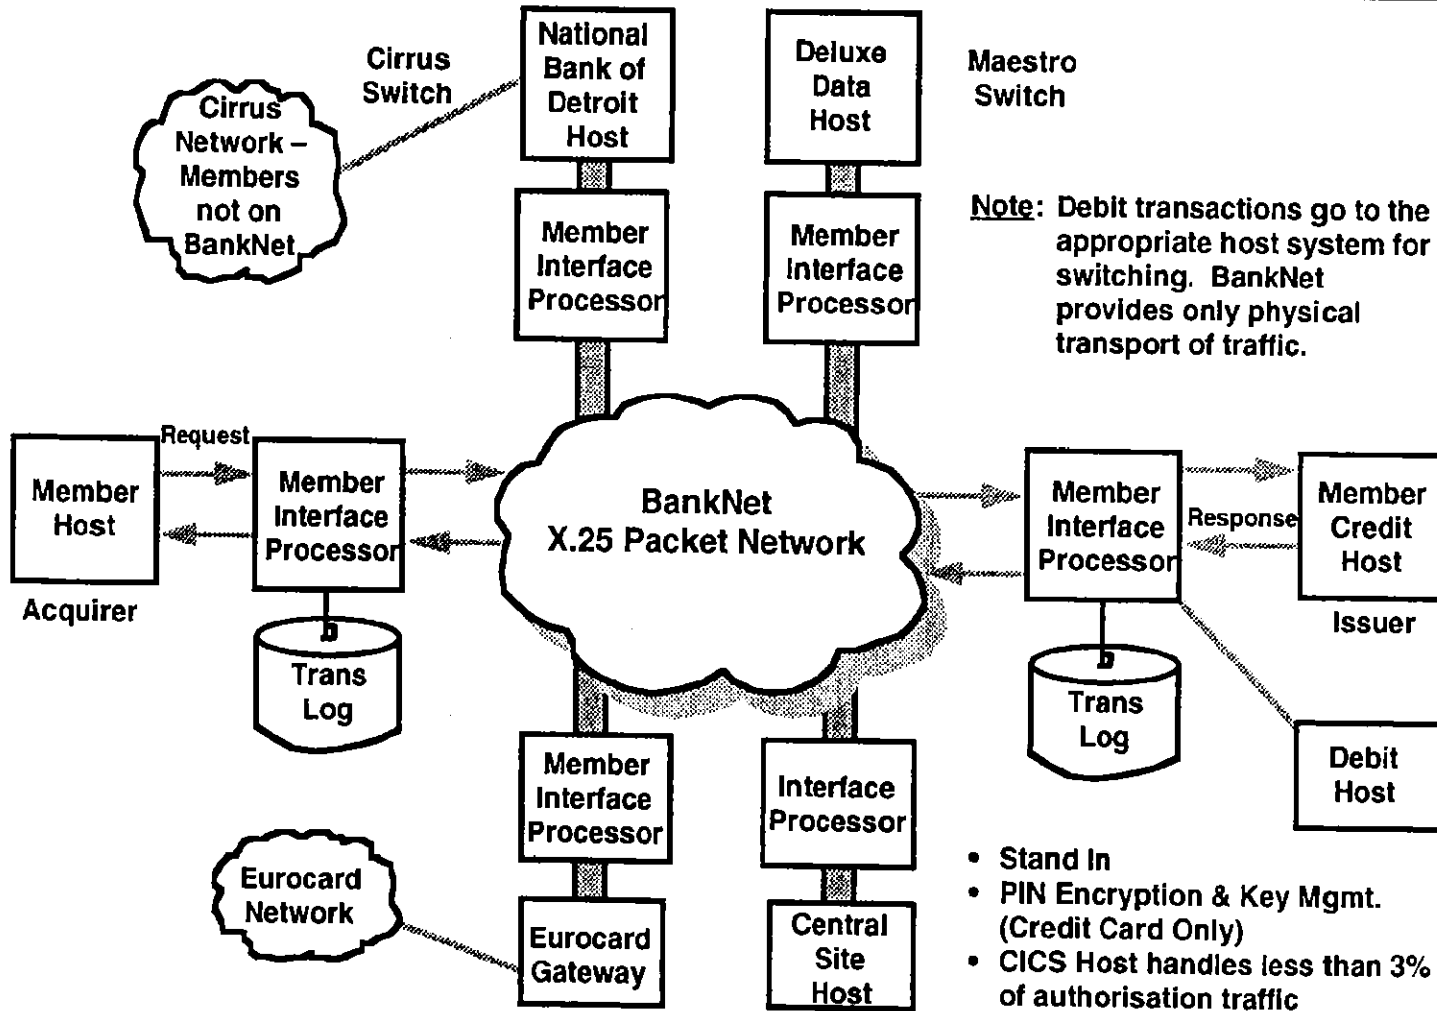 Cirrus
Switch
National
Bank of
Detroit
Host
Deluxe
Data
Host
Maestro
Switch
Cirrus
Network –
Members
not on
BankNet
Member
Interface
Processor
Member
Interface
Processor
Note: Debit transactions go to the
appropriate host system for
switching. BankNet
provides only physical
transport of traffic.
Member
Host
Acquirer
Request
Member
Interface
Processor
Trans
Log
BankNet
X.25 Packet Network
Member
Interface
Processor
Trans
Log
Response
Member
Credit
Host
Issuer
Debit
Host
Member
Interface
Processor
Interface
Processor
Eurocard
Network
Eurocard
Gateway
Central
Site
Host
• Stand In
• PIN Encryption & Key Mgmt.
(Credit Card Only)
• CICS Host handles less than 3%
of authorisation traffic